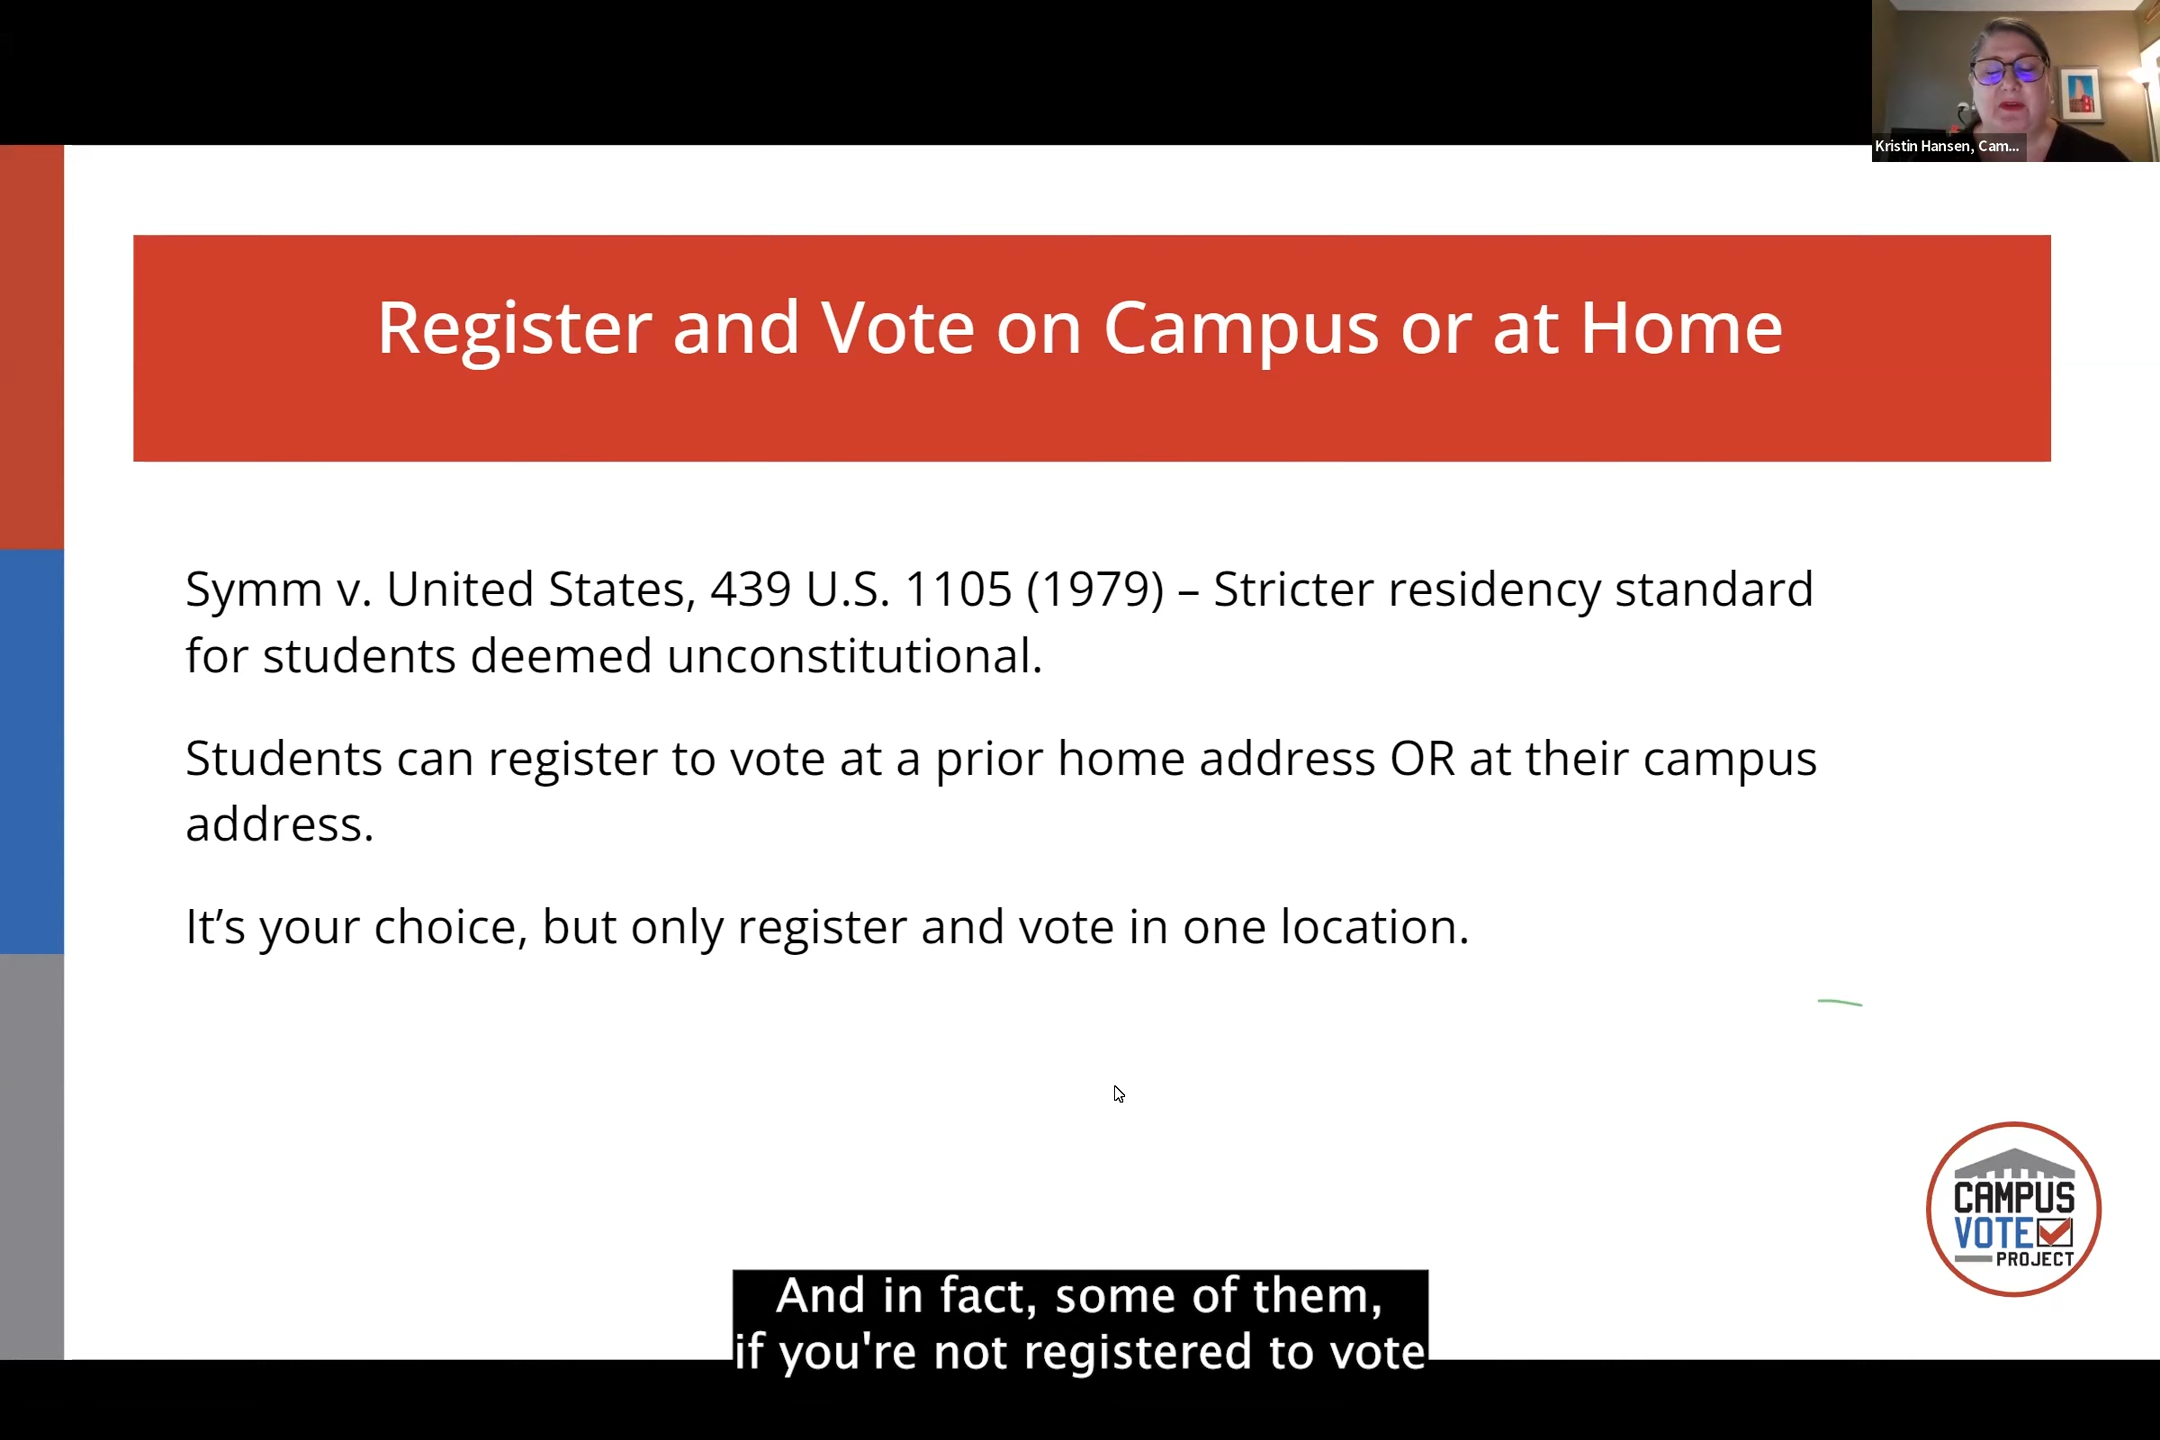 Kristin Hansen, Cam...
Register and Vote on Campus or at Home
Symm v. United States, 439 U.S. 1105 (1979) – Stricter residency standard
for students deemed unconstitutional.
Students can register to vote at a prior home address OR at their campus
address.
It’s your choice, but only register and vote in one location.
CAMPUS
VOTE
PROJECT
And in fact, some of them,
if you're not registered to vote